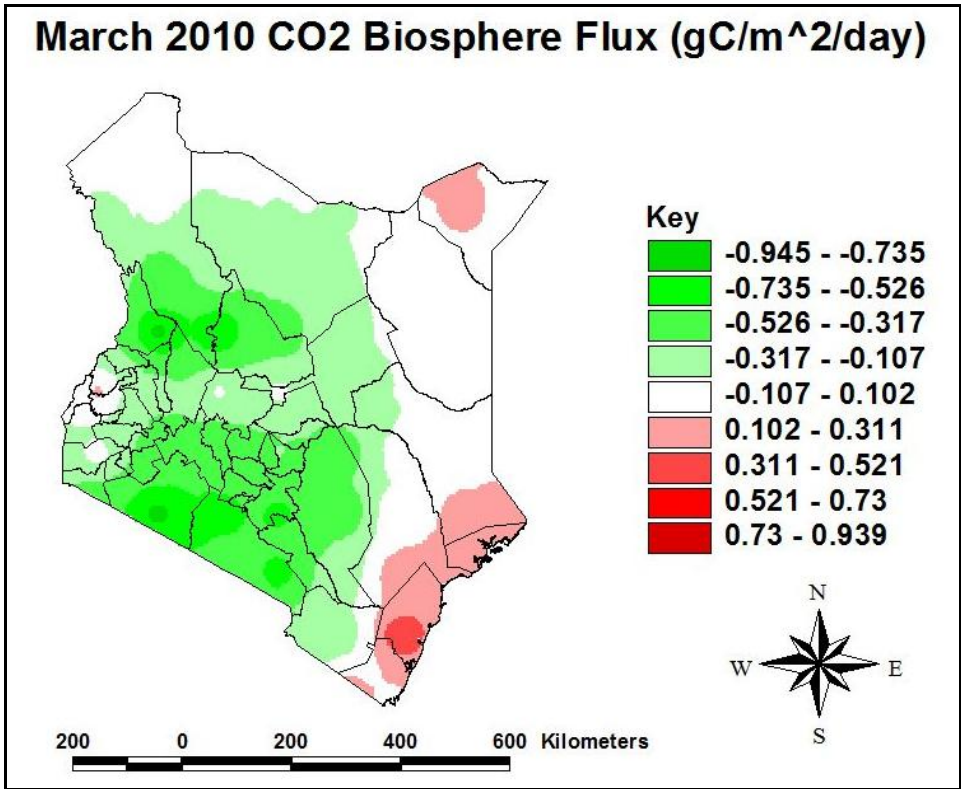 March 2010 CO2 Biosphere Flux (gC/m^2/day)
Key
-0.945 - -0.735
-0.735 - -0.526
-0.526 - -0.317
-0.317 - -0.107
-0.107 - 0.102
0.102 - 0.311
0.311 - 0.521
0.521 - 0.73
0.73 - 0.939
N
W E
S
200 0 200 400 600 Kilometers